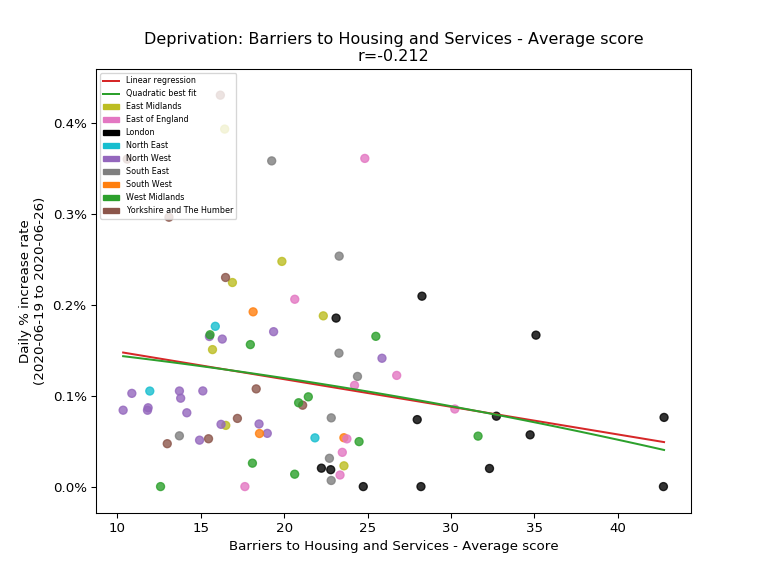 Deprivation: Barriers to Housing and Services - Average score
r=-0.212
Linear regression
Quadratic best fit
East Midlands
East of England
London
North East
North West
South East
South West
West Midlands
Yorkshire and The Humber
0.4%
0.3%
0.2%
0.1%
0.0%
Daily % increase rate
(2020-06-19 to 2020-06-26)
10 15 20 25 30 35 40
Barriers to Housing and Services - Average score